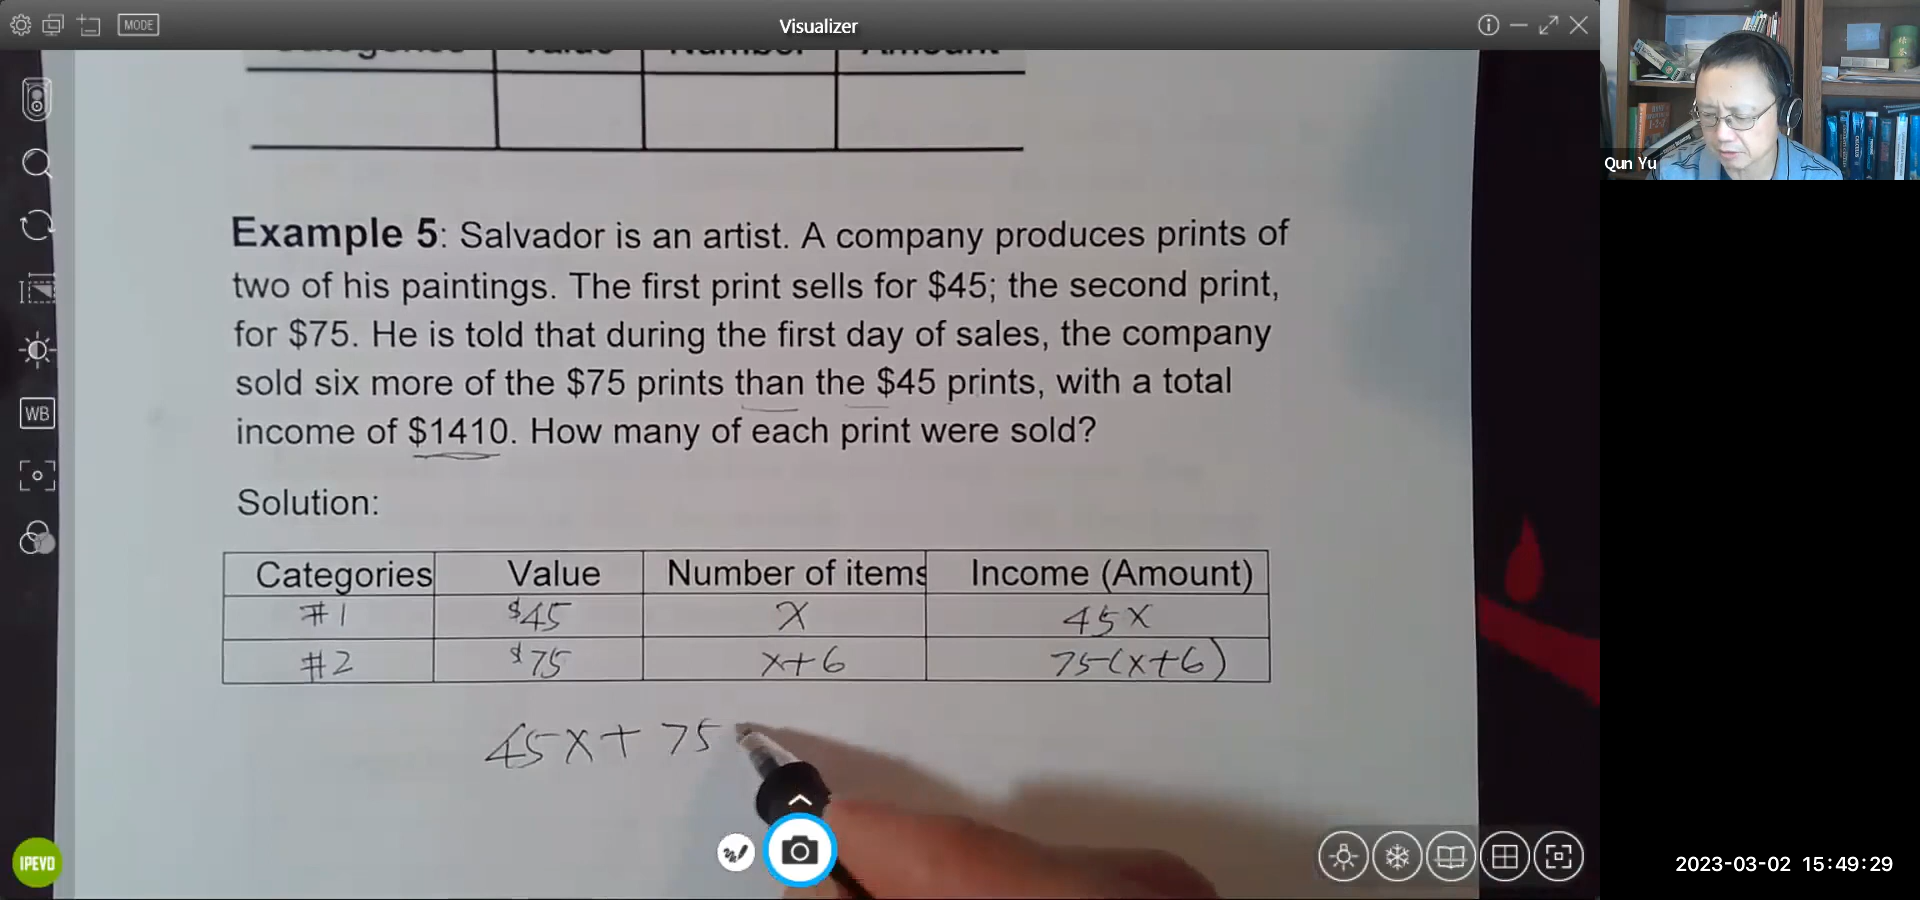 MODE
Visualizer
Categories Value Number Amount
Qun Yu
Example 5: Salvador is an artist. A company produces prints of
two of his paintings. The first print sells for $45; the second print,
for $75. He is told that during the first day of sales, the company
sold six more of the $75 prints than the $45 prints, with a total
income of $1410. How many of each print were sold?
WB
Solution:
Categories Value Number of items Income (Amount)
#1 $45 x 45x
#2 $75 x+6 75(x+6)
45x + 75
IPEVO
2023-03-02 15:49:29